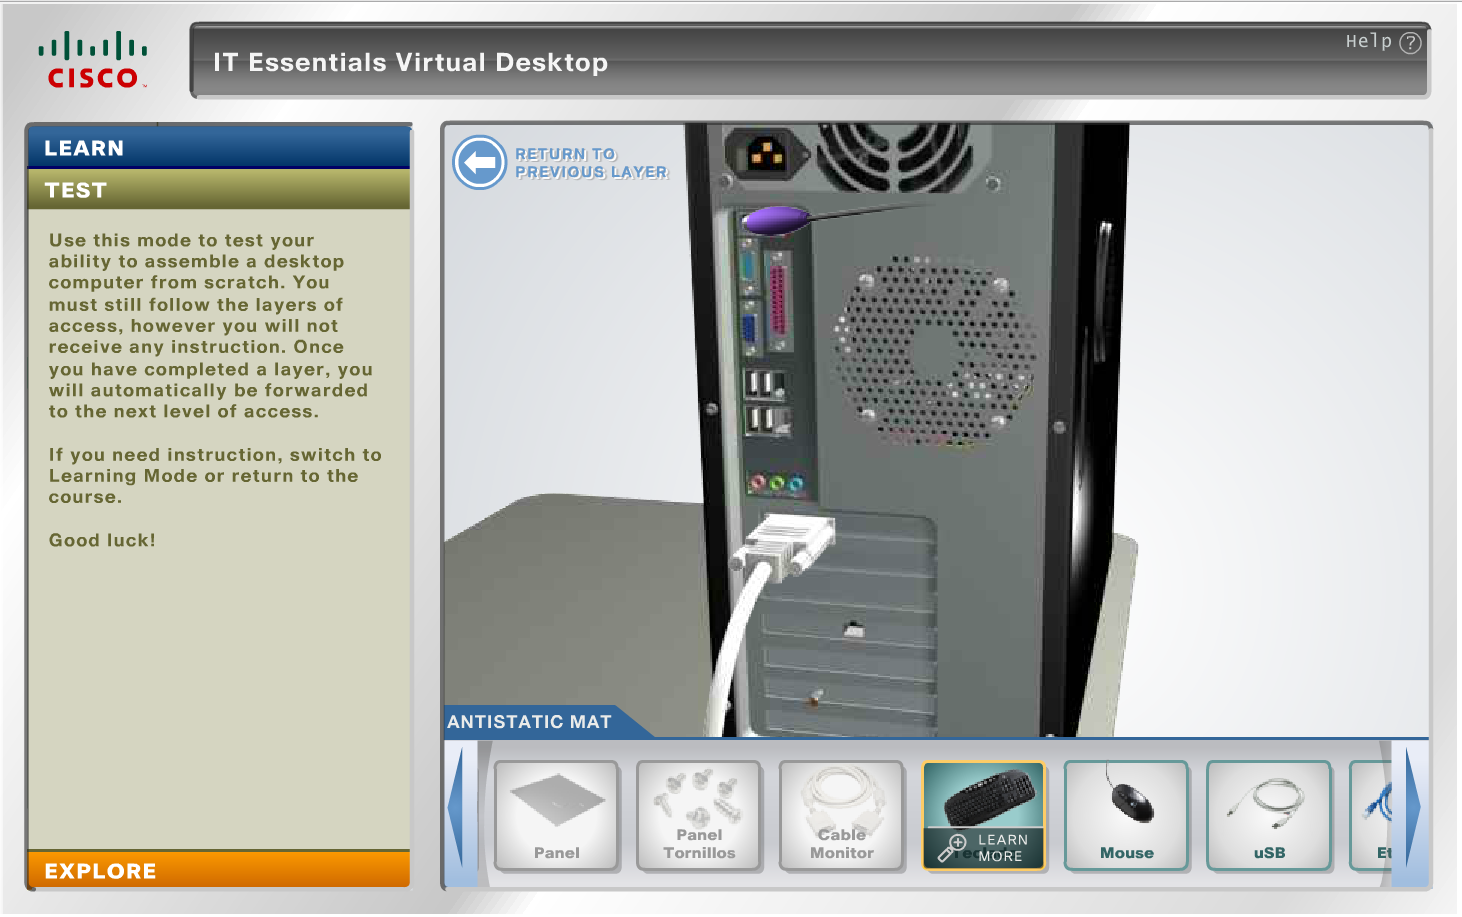 CISCO
IT Essentials Virtual Desktop
Help ?
LEARN
TEST
Use this mode to test your
ability to assemble a desktop
computer from scratch. You
must still follow the layers of
access, however you will not
receive any instruction. Once
you have completed a layer, you
will automatically be forwarded
to the next level of access.
If you need instruction, switch to
Learning Mode or return to the
course.
Good luck!
EXPLORE
RETURN TO
PREVIOUS LAYER
ANTISTATIC MAT
Panel
Panel
Tornillos
Cable
Monitor
LEARN
MORE
Mouse
uSB